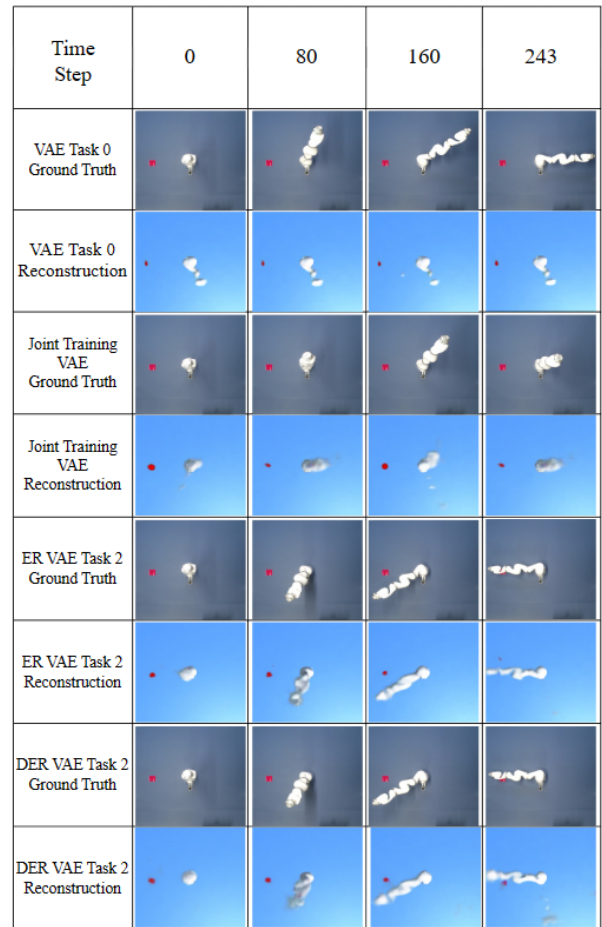 Time
Step
0
80
160
243
VAE Task 0
Ground Truth
VAE Task 0
Reconstruction
Joint Training
VAE
Ground Truth
Joint Training
VAE
Reconstruction
ER VAE Task 2
Ground Truth
ER VAE Task 2
Reconstruction
DER VAE Task 2
Ground Truth
DER VAE Task 2
Reconstruction